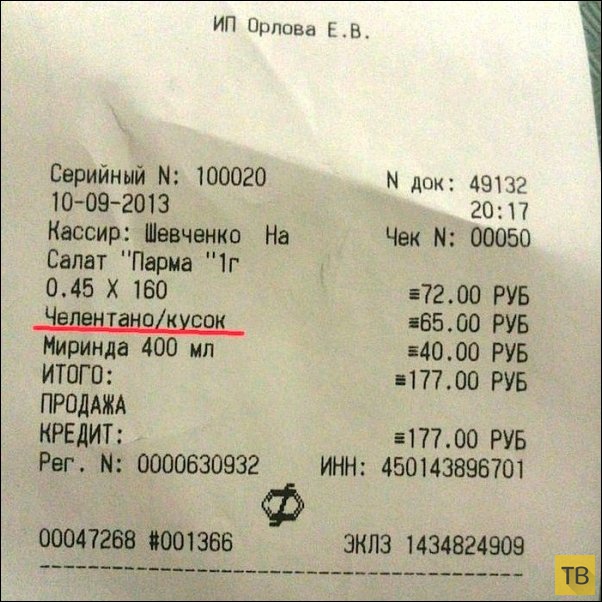 ИП Орлова Е.В.
Серийный N: 100020 N док: 49132
10-09-2013 20:17
Кассир: Шевченко На Чек N: 00050
Салат "Парма "1г
0.45 X 160 ≡72.00 РУБ
Челентано/кусок ≡65.00 РУБ
Миринда 400 мл ≡40.00 РУБ
ИТОГО: ≡177.00 РУБ
ПРОДАЖА
КРЕДИТ: ≡177.00 РУБ
Рег. N: 0000630932 ИНН: 450143896701
00047268 #001366 ЭКЛЗ 1434824909
ТВ